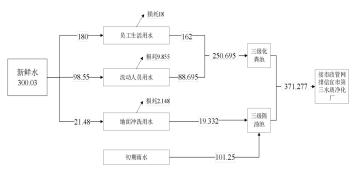 损耗18
180
员工生活用水
162
损耗9.855
新鲜水
300.03
98.55
流动人员用水
88.695
250.695
三级化
粪池
371.277
接市政管网
排信宜市第
三水质净化
厂
损耗2.148
21.48
地面冲洗用水
19.332
三级隔
油池
初期雨水
101.25